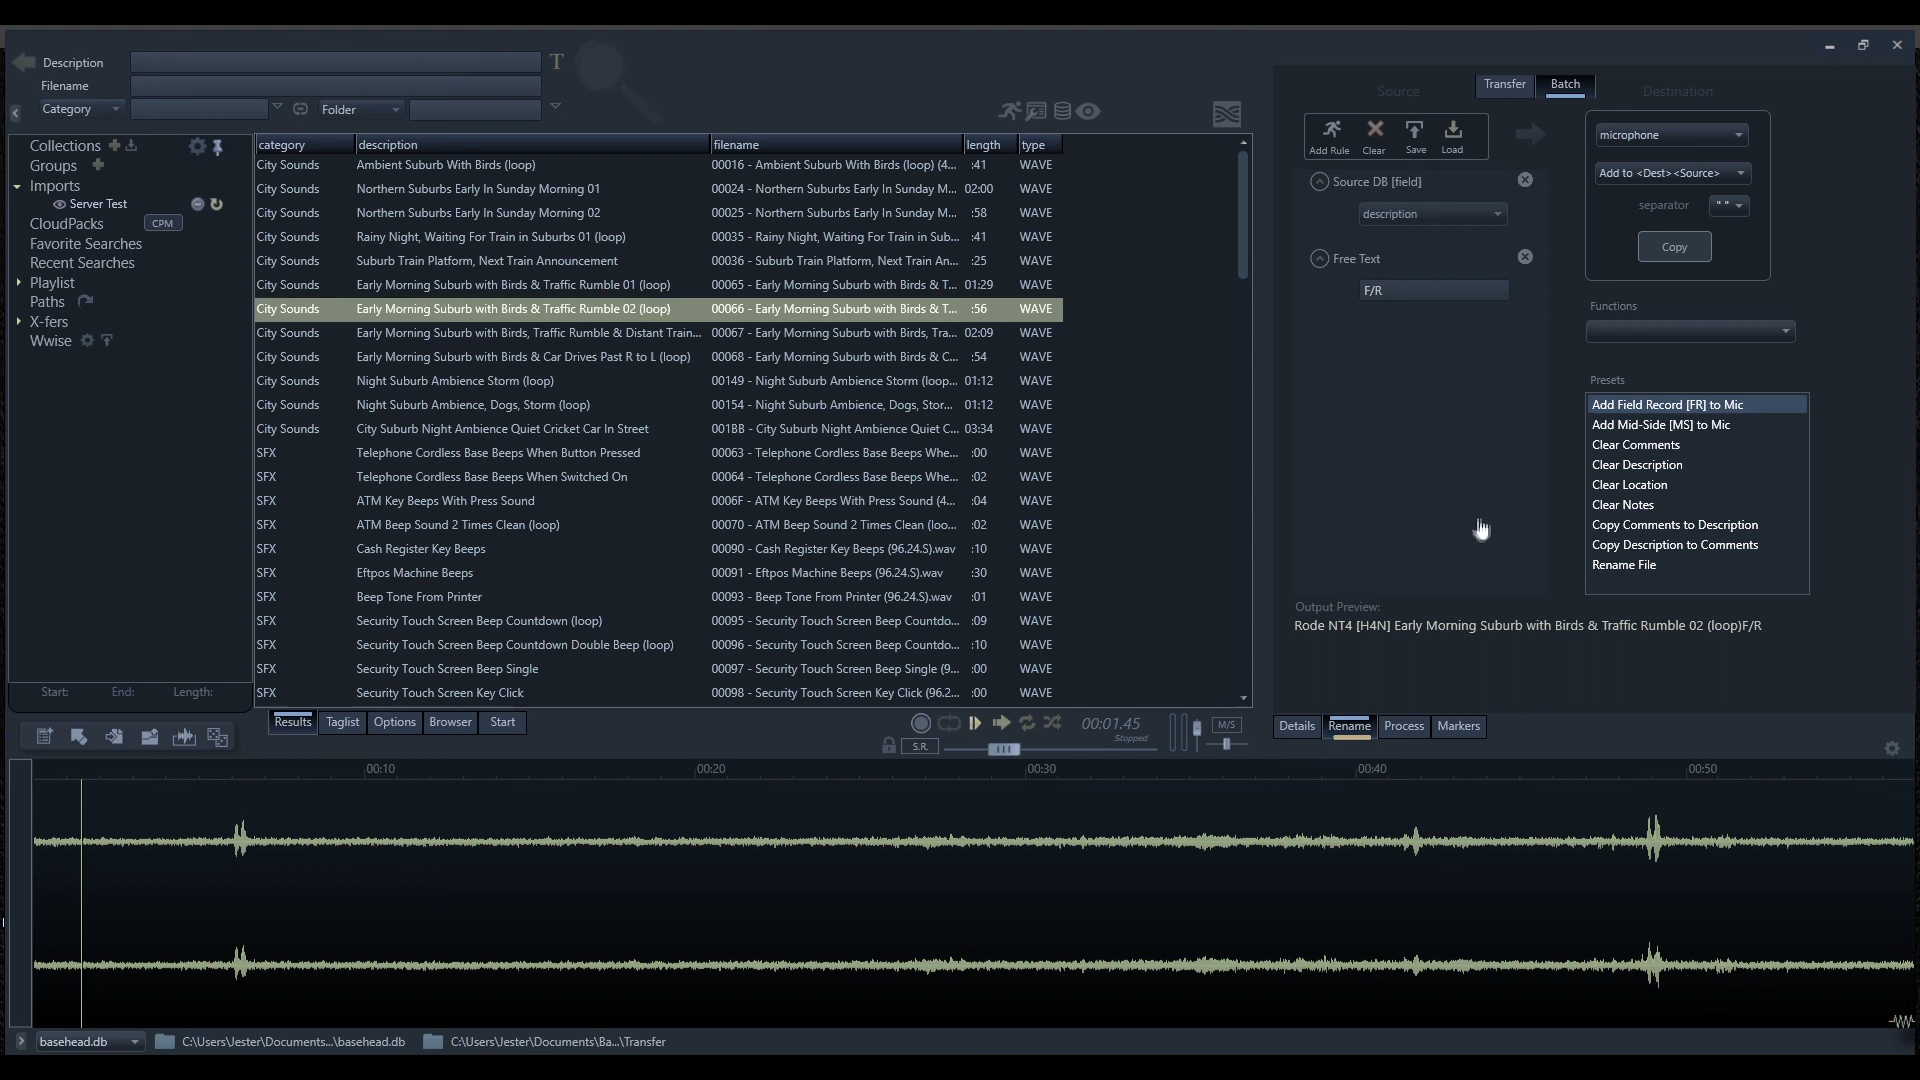 Description
T
Filename
Category
Folder
Collections
Groups
Imports
Server Test
CloudPacks CPM
Favorite Searches
Recent Searches
Playlist
Paths
X-fers
Wwise
Start: End: Length:
category description filename length type
City Sounds Ambient Suburb With Birds (loop) 00016 - Ambient Suburb With Birds (loop) (4... :41 WAVE
City Sounds Northern Suburbs Early In Sunday Morning 01 00024 - Northern Suburbs Early In Sunday M... 02:00 WAVE
City Sounds Northern Suburbs Early In Sunday Morning 02 00025 - Northern Suburbs Early In Sunday M... :58 WAVE
City Sounds Rainy Night, Waiting For Train in Suburbs 01 (loop) 00035 - Rainy Night, Waiting For Train in Sub... :41 WAVE
City Sounds Suburb Train Platform, Next Train Announcement 00036 - Suburb Train Platform, Next Train An... :25 WAVE
City Sounds Early Morning Suburb with Birds & Traffic Rumble 01 (loop) 00065 - Early Morning Suburb with Birds & T... 01:29 WAVE
City Sounds Early Morning Suburb with Birds & Traffic Rumble 02 (loop) 00066 - Early Morning Suburb with Birds & T... :56 WAVE
City Sounds Early Morning Suburb with Birds, Traffic Rumble & Distant Train... 00067 - Early Morning Suburb with Birds, Tra... 02:09 WAVE
City Sounds Early Morning Suburb with Birds & Car Drives Past R to L (loop) 00068 - Early Morning Suburb with Birds & C... :54 WAVE
City Sounds Night Suburb Ambience Storm (loop) 00149 - Night Suburb Ambience Storm (loop... 01:12 WAVE
City Sounds Night Suburb Ambience, Dogs, Storm (loop) 00154 - Night Suburb Ambience, Dogs, Stor... 01:12 WAVE
City Sounds City Suburb Night Ambience Quiet Cricket Car In Street 001BB - City Suburb Night Ambience Quiet C... 03:34 WAVE
SFX Telephone Cordless Base Beeps When Button Pressed 00063 - Telephone Cordless Base Beeps Whe... :00 WAVE
SFX Telephone Cordless Base Beeps When Switched On 00064 - Telephone Cordless Base Beeps Whe... :02 WAVE
SFX ATM Key Beeps With Press Sound 0006F - ATM Key Beeps With Press Sound (4... :04 WAVE
SFX ATM Beep Sound 2 Times Clean (loop) 00070 - ATM Beep Sound 2 Times Clean (loo... :02 WAVE
SFX Cash Register Key Beeps 00090 - Cash Register Key Beeps (96.24.S).wav :10 WAVE
SFX Eftpos Machine Beeps 00091 - Eftpos Machine Beeps (96.24.S).wav :30 WAVE
SFX Beep Tone From Printer 00093 - Beep Tone From Printer (96.24.S).wav :01 WAVE
SFX Security Touch Screen Beep Countdown (loop) 00095 - Security Touch Screen Beep Countdo... :09 WAVE
SFX Security Touch Screen Beep Countdown Double Beep (loop) 00096 - Security Touch Screen Beep Countdo... :10 WAVE
SFX Security Touch Screen Beep Single 00097 - Security Touch Screen Beep Single (9... :00 WAVE
SFX Security Touch Screen Key Click 00098 - Security Touch Screen Key Click (96.2... :00 WAVE
Results Taglist Options Browser Start
00:01.45
Stopped
S.R.
M/S
Source Transfer Batch Destination
Add Rule Clear Save Load
Source DB [field]
description
Free Text
F/R
microphone
Add to <Dest><Source>
separator " "
Copy
Functions
Presets
Add Field Record [FR] to Mic
Add Mid-Side [MS] to Mic
Clear Comments
Clear Description
Clear Location
Clear Notes
Copy Comments to Description
Copy Description to Comments
Rename File
Output Preview:
Rode NT4 [H4N] Early Morning Suburb with Birds & Traffic Rumble 02 (loop)F/R
Details Rename Process Markers
00:10 00:20 00:30 00:40 00:50
basehead.db C:\Users\Jester\Documents...\basehead.db C:\Users\Jester\Documents\Ba...\Transfer